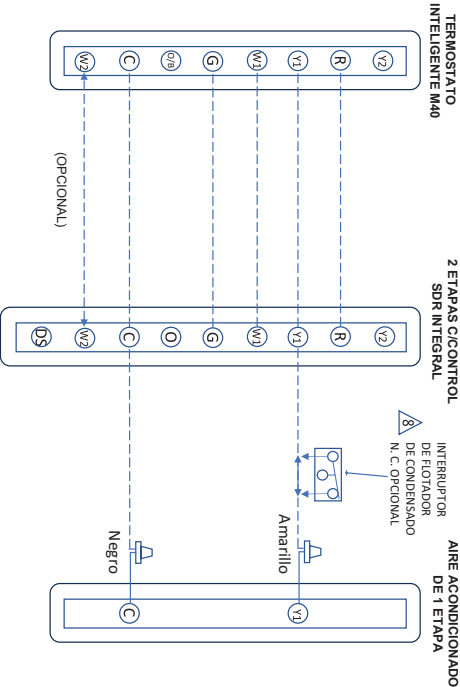 TERMOSTATO
INTELIGENTE M40
Y2
R
Y1
W1
G
O/B
C
W2
(OPCIONAL)
2 ETAPAS C/CONTROL
SDR INTEGRAL
Y2
R
Y1
W1
G
O
C
W2
DS
8
INTERRUPTOR
DE FLOTADOR
DE CONDENSADO
N. C. OPCIONAL
Amarillo
Negro
AIRE ACONDICIONADO
DE 1 ETAPA
Y1
C